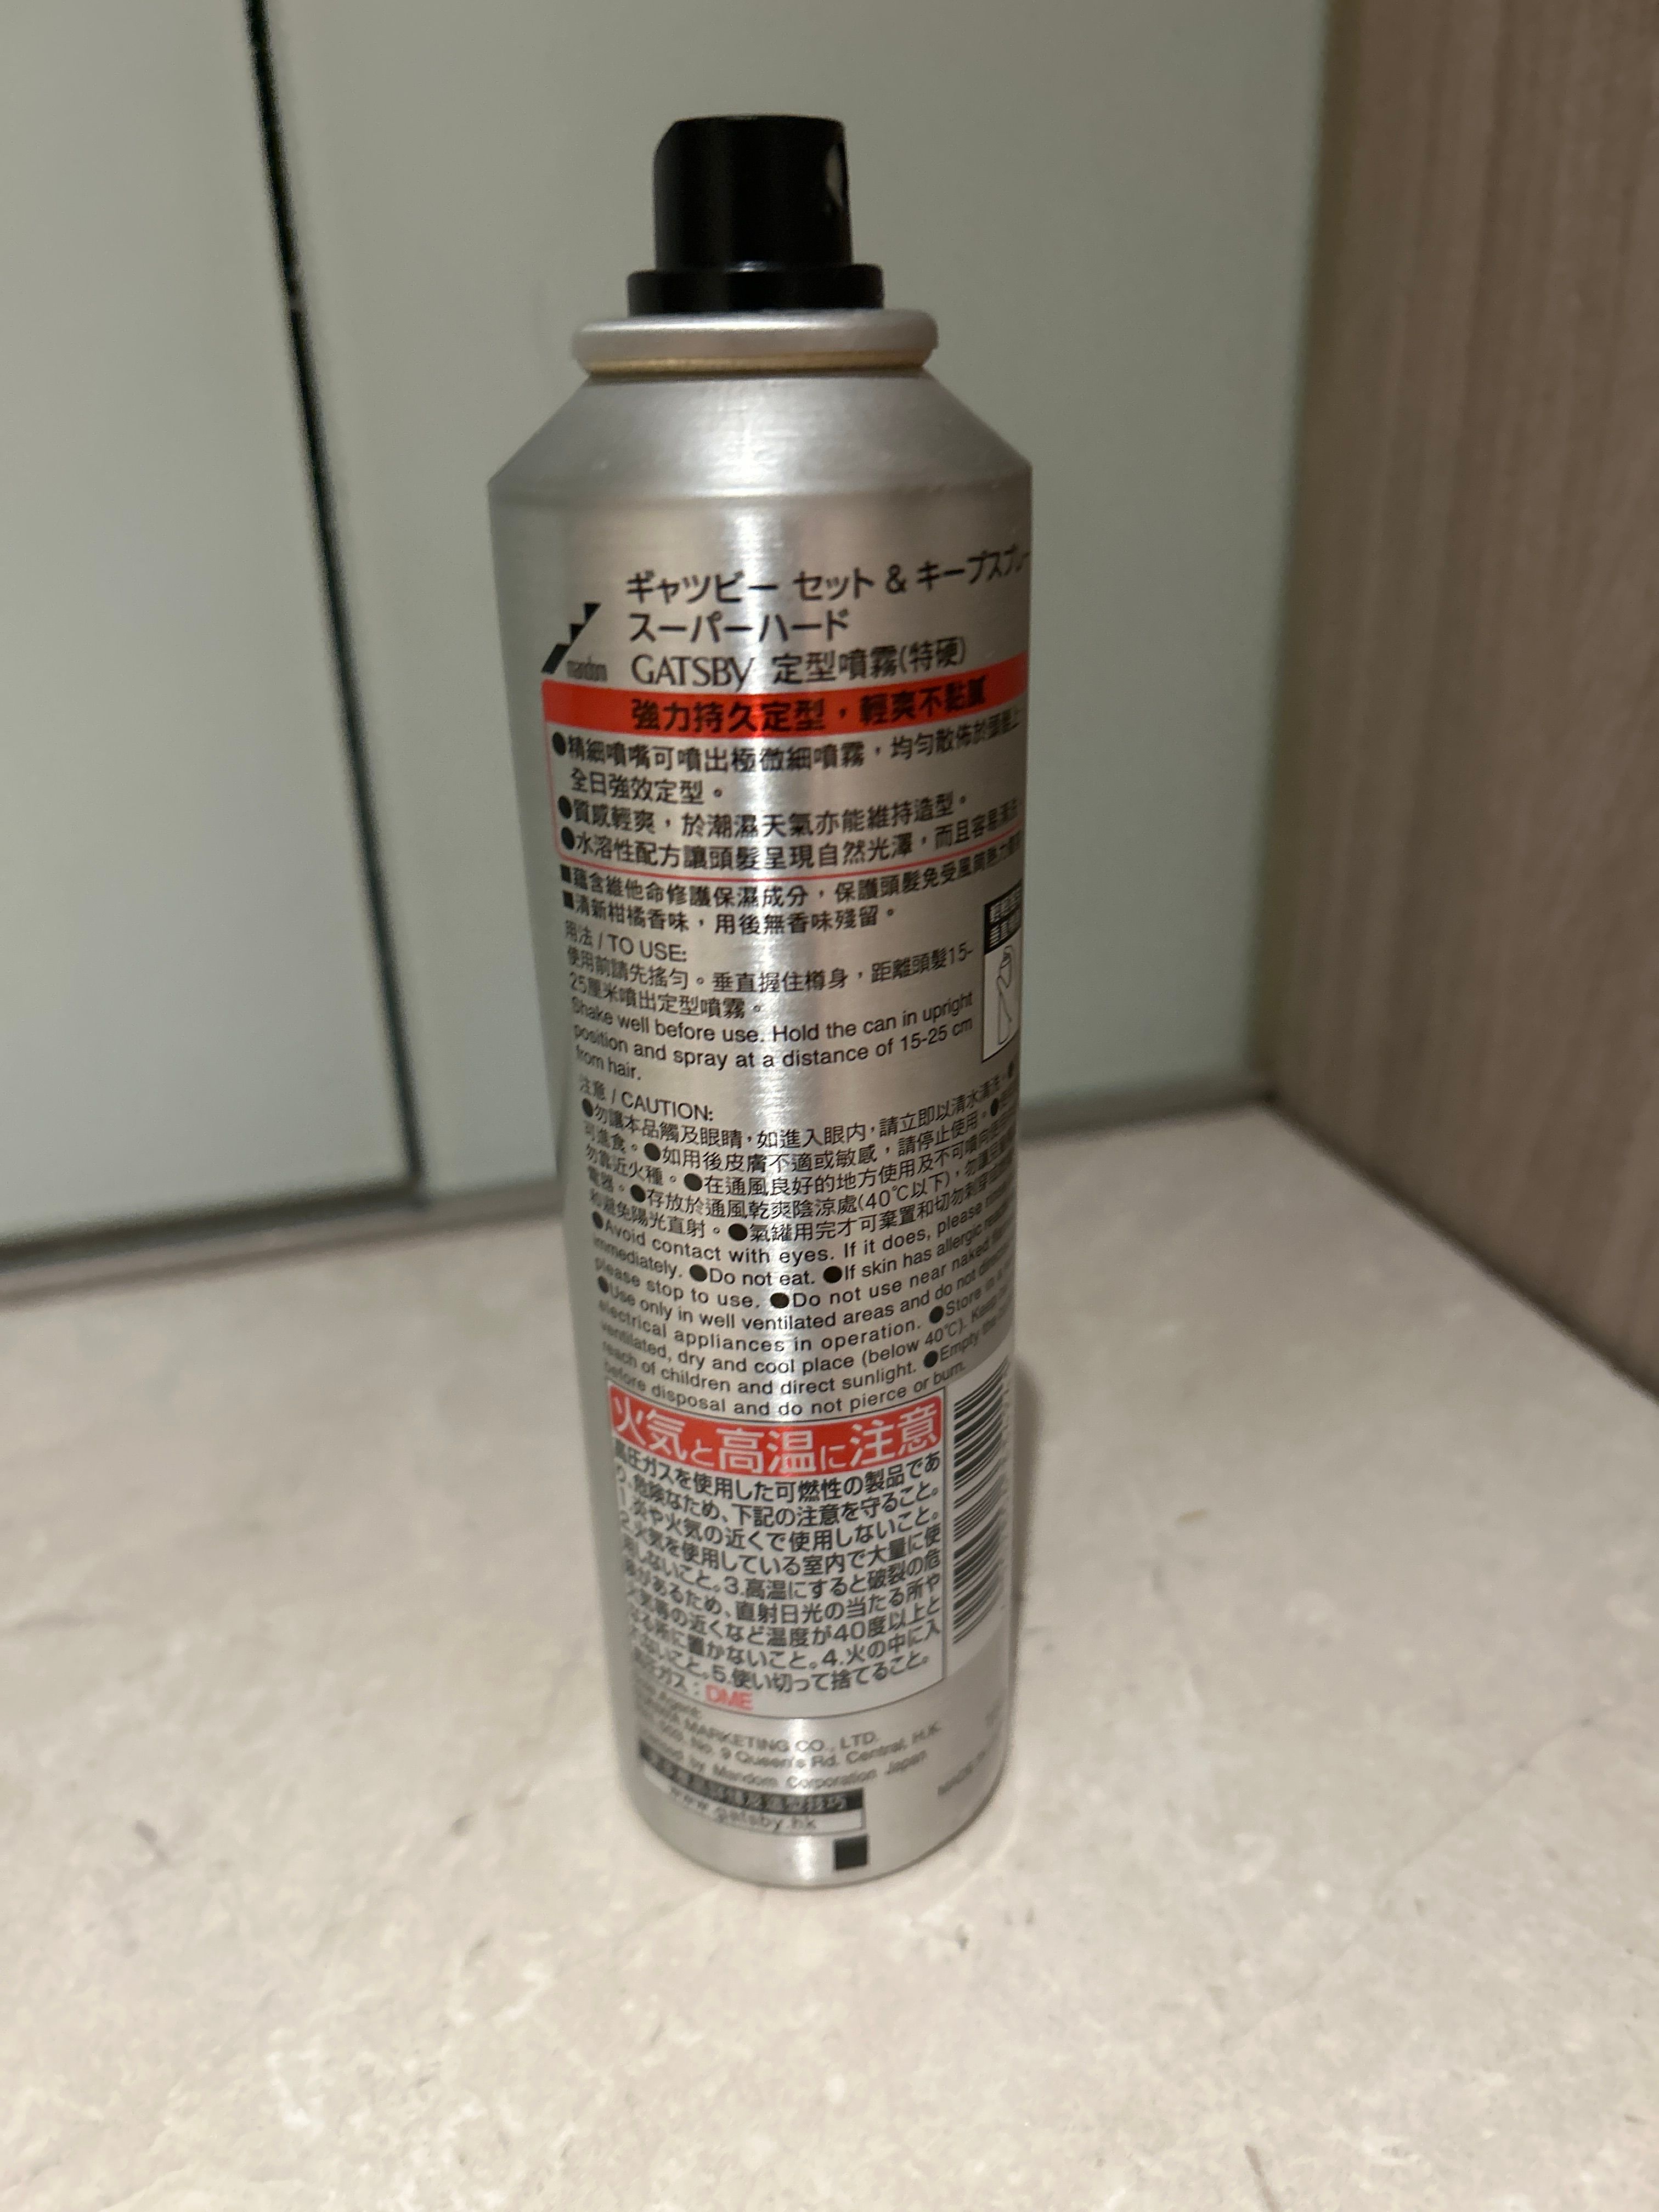 ギャツビー セット & キープスプレー
スーパーハード
mandom
GATSBY 定型噴霧(特硬)
強力持久定型，輕爽不黏膩
●精細噴嘴可噴出極微細噴霧，均勻散佈於頭髮上
全日強效定型。
●質感輕爽，於潮濕天氣亦能維持造型。
●水溶性配方讓頭髮呈現自然光澤，而且容易清洗
■蘊含維他命修護保濕成分，保護頭髮免受風筒熱力
■清新柑橘香味，用後無香味殘留。
用法 / TO USE:
使用前請先搖勻。垂直握住樽身，距離頭髮15-
25厘米噴出定型噴霧。
Shake well before use. Hold the can in upright
position and spray at a distance of 15-25 cm
from hair.
注意 / CAUTION:
●勿讓本品觸及眼睛，如進入眼內，請立即以清水清洗。●
可進食。●如用後皮膚不適或敏感，請停止使用。●
勿靠近火種。●在通風良好的地方使用及不可噴向
電器。●存放於通風乾爽陰涼處(40℃以下)，勿讓
和避免陽光直射。●氣罐用完才可棄置和切勿刺穿
●Avoid contact with eyes. If it does, please rinse
immediately. ●Do not eat. ●If skin has allergic
please stop to use. ●Do not use near naked
●Use only in well ventilated areas and do not
electrical appliances in operation. ●Store in a
ventilated, dry and cool place (below 40℃). Keep
reach of children and direct sunlight. ●Empty the
before disposal and do not pierce or burn.
火気と高温に注意
高圧ガスを使用した可燃性の製品であ
り、危険なため、下記の注意を守ること。
1.炎や火気の近くで使用しないこと。
2.火気を使用している室内で大量に使
用しないこと。3.高温にすると破裂の危
険があるため、直射日光の当たる所や
火気等の近くなど温度が40度以上と
なる所に置かないこと。4.火の中に入
れないこと。5.使い切って捨てること。
高圧ガス：DME
Agent:
MARKETING CO., LTD.
No. 9 Queen's Rd. Central, H.K.
by Mandom Corporation Japan
造型技巧
www.gatsby.hk
MADE